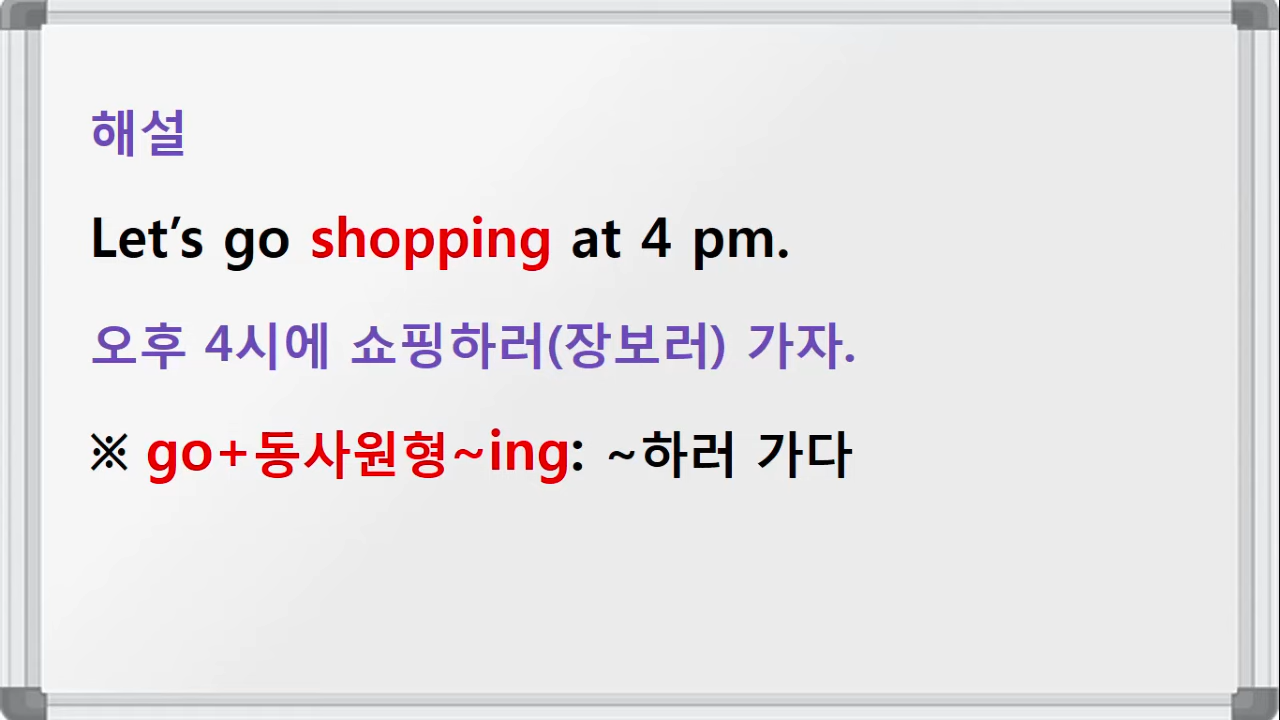 해설
Let’s go shopping at 4 pm.
오후 4시에 쇼핑하러(장보러) 가자.
※ go+동사원형~ing: ~하러 가다